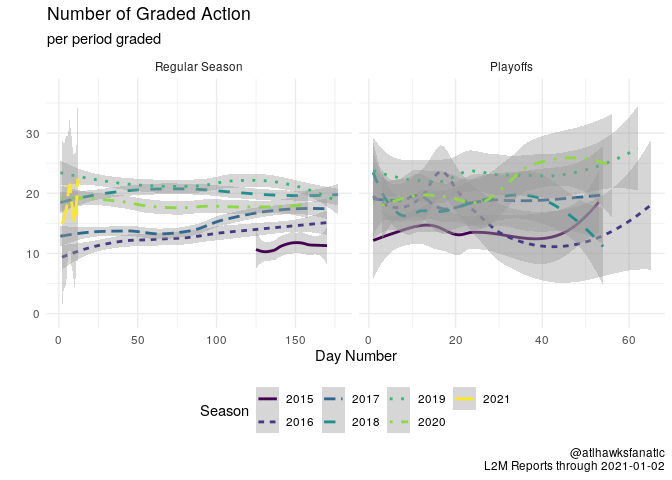 Number of Graded Action
per period graded
Regular Season
Playoffs
30
20
10
0
0
50
100
150
0
20
40
60
Day Number
Season
2015
2017
2019
2021
2016
2018
2020
@atlhawksfanatic
L2M Reports through 2021-01-02